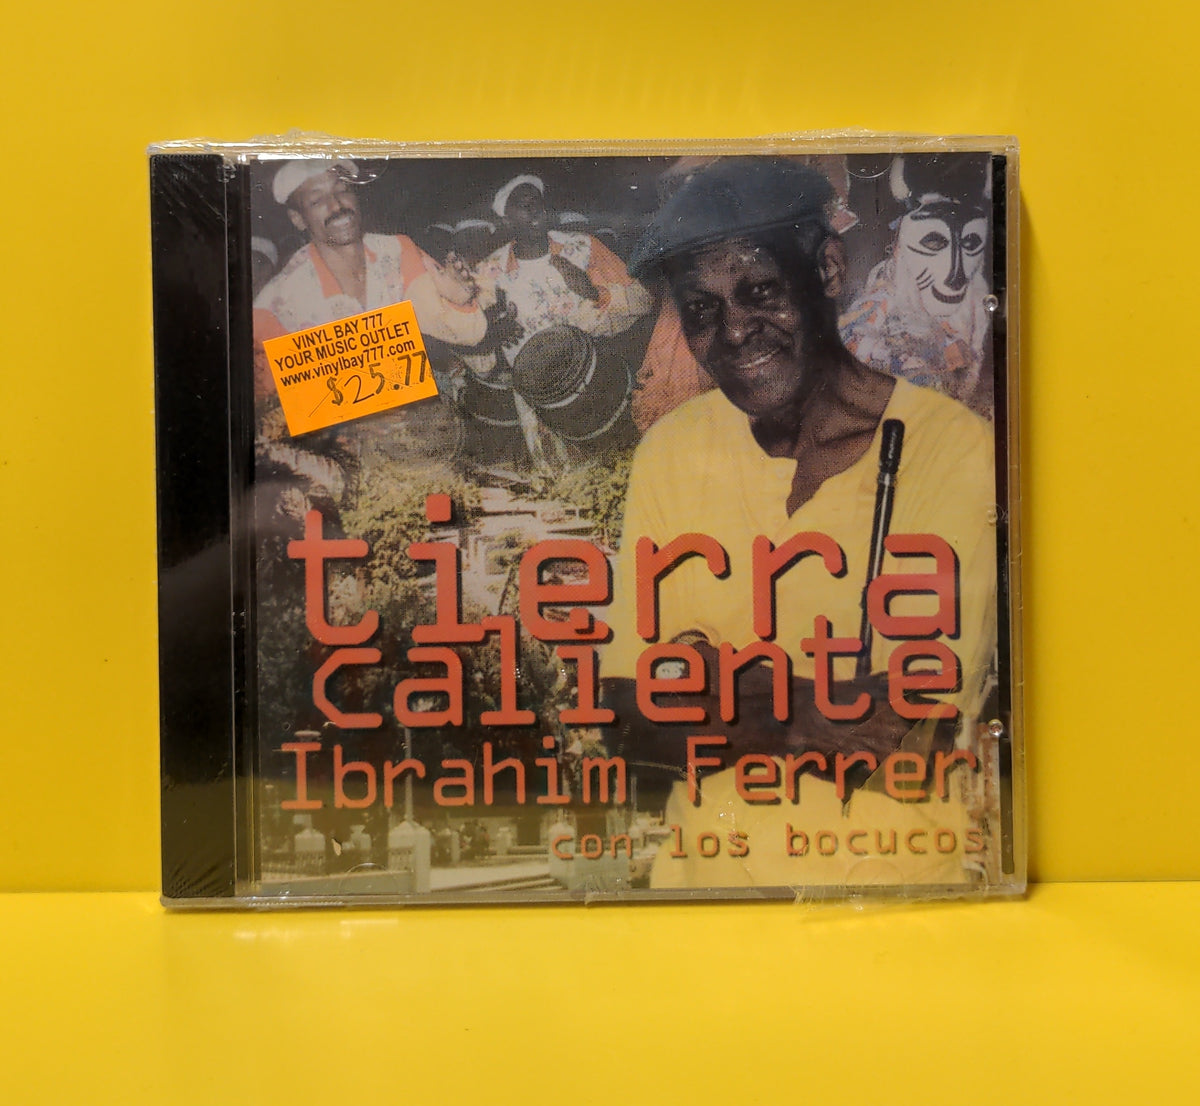 VINYL BAY 777
YOUR MUSIC OUTLET
www.vinylbay777.com
$25.77
tierra
caliente
Ibrahim Ferrer
con los bocucos